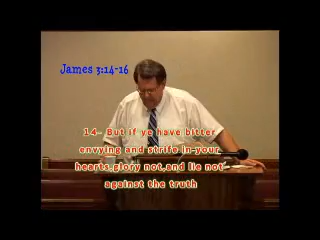 James 3:14-16
14- But if ye have bitter
envying and strife in your
hearts,glory not,and lie not
against the truth